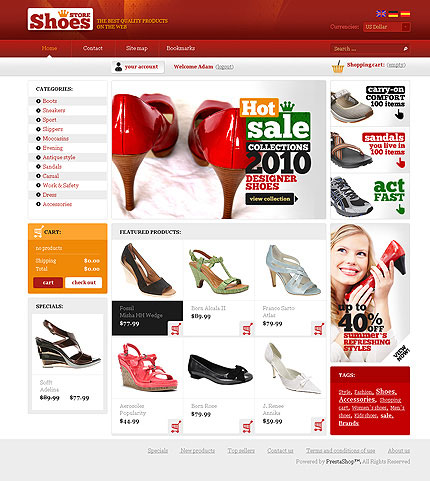 Shoes STORE
THE BEST QUALITY PRODUCTS
ON THE WEB
Currencies: US Dollar
Home Contact Site map Bookmarks
Search ...
your account Welcome Adam (logout)
Shopping cart: (empty)
CATEGORIES:
Boots
Sneakers
Sport
Slippers
Moccasins
Evening
Antique style
Sandals
Casual
Work & Safety
Dress
Accessories
Hot
sale
COLLECTIONS
2010
DESIGNER
SHOES
view collection
carry-on
COMFORT
100 items
sandals
you live in
100 items
act
FAST
CART:
no products
Shipping $0.00
Total $0.00
cart check out
SPECIALS:
Sofft
Adelina
$89.99 $77.99
FEATURED PRODUCTS:
Fossil
Misha HH Wedge
$77.99
Born Alcala II
$89.99
Franco Sarto
Atlas
$79.99
Aerosoles
Popularity
$44.99
Born Rose
$79.99
J. Renee
Annika
$59.99
up to
40%
OFF
summer's
REFRESHING
STYLES
VIEW
NOW!
TAGS:
Style, Fashion, Shoes,
Accessories, Shopping
cart, Women's shoes, Men's
shoes, Kids shoes, sale,
Brands
Specials New products Top sellers Contact us Terms and conditions of use About us
Powered by PrestaShop™. All Rights Reserved